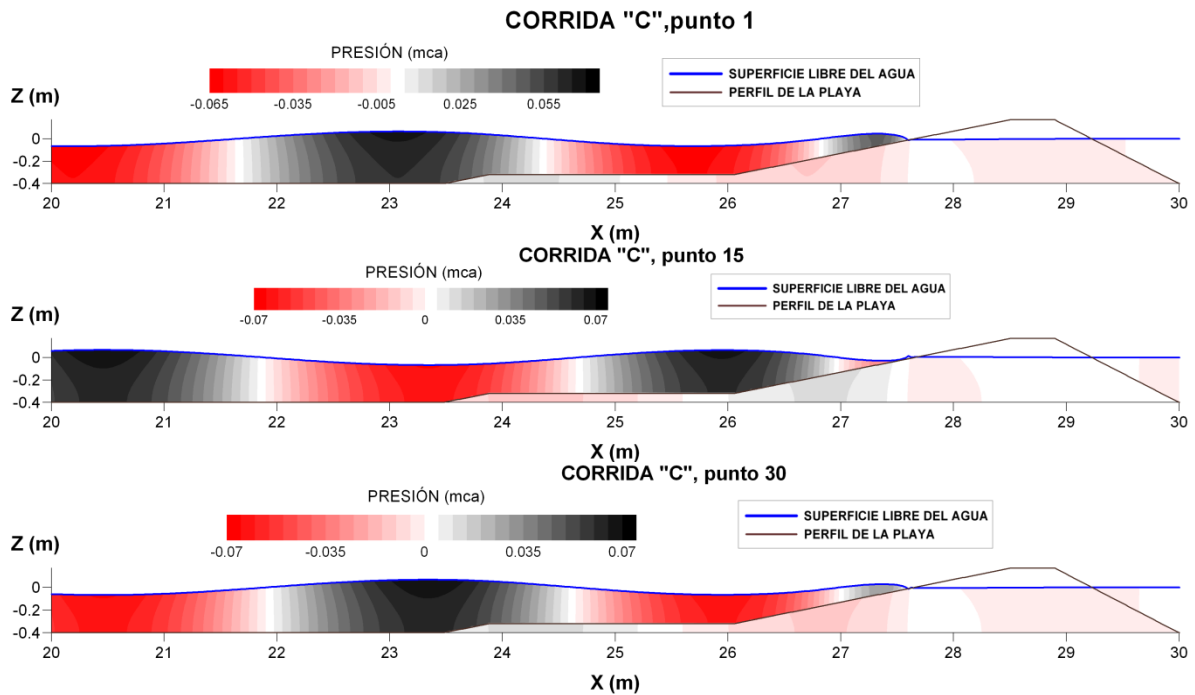 CORRIDA "C",punto 1
PRESIÓN (mca)
-0.065 -0.035 -0.005 0.025 0.055
SUPERFICIE LIBRE DEL AGUA
PERFIL DE LA PLAYA
Z (m)
0
-0.2
-0.4
20 21 22 23 24 25 26 27 28 29 30
X (m)
CORRIDA "C", punto 15
PRESIÓN (mca)
-0.07 -0.035 0 0.035 0.07
SUPERFICIE LIBRE DEL AGUA
PERFIL DE LA PLAYA
Z (m)
0
-0.2
-0.4
20 21 22 23 24 25 26 27 28 29 30
X (m)
CORRIDA "C", punto 30
PRESIÓN (mca)
-0.07 -0.035 0 0.035 0.07
SUPERFICIE LIBRE DEL AGUA
PERFIL DE LA PLAYA
Z (m)
0
-0.2
-0.4
20 21 22 23 24 25 26 27 28 29 30
X (m)